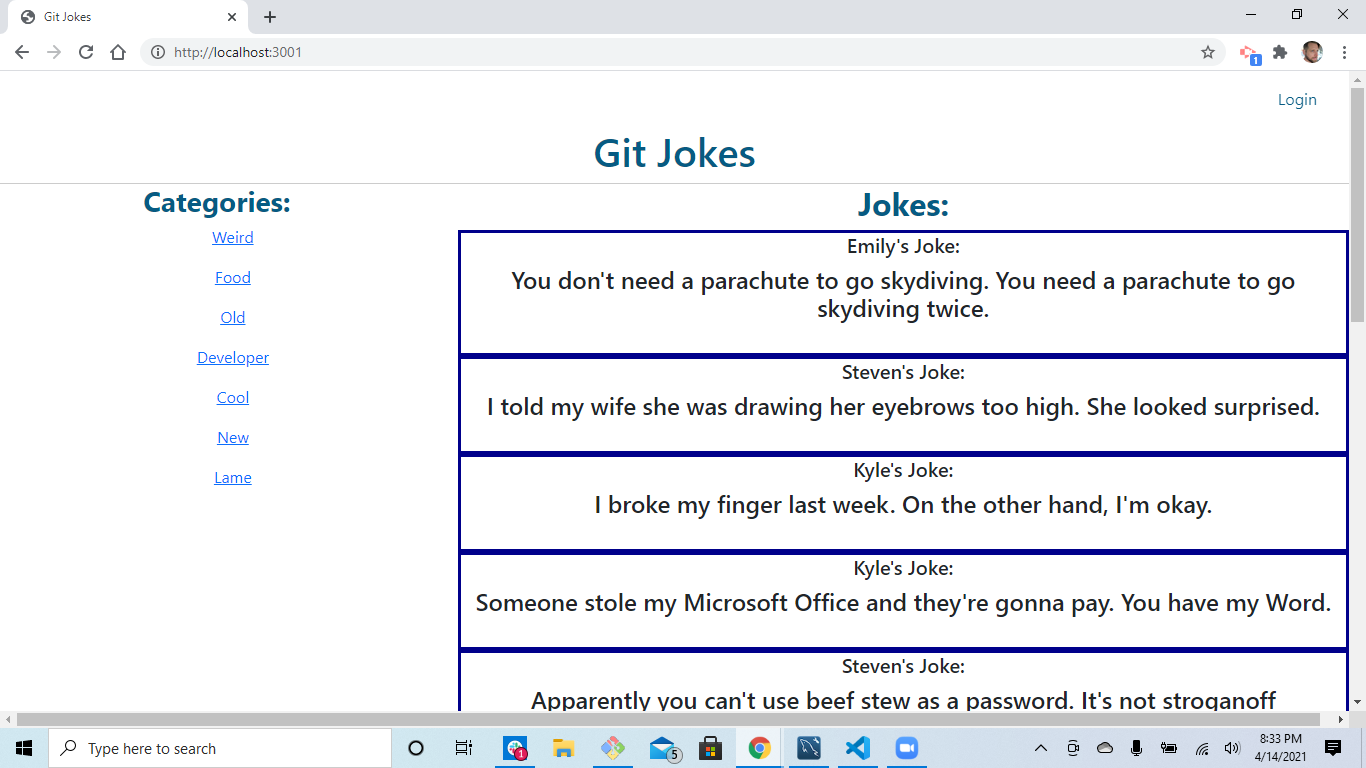 Git Jokes
http://localhost:3001
1
Login
Git Jokes
Categories:
Weird
Food
Old
Developer
Cool
New
Lame
Jokes:
Emily's Joke:
You don't need a parachute to go skydiving. You need a parachute to go
skydiving twice.
Steven's Joke:
I told my wife she was drawing her eyebrows too high. She looked surprised.
Kyle's Joke:
I broke my finger last week. On the other hand, I'm okay.
Kyle's Joke:
Someone stole my Microsoft Office and they're gonna pay. You have my Word.
Steven's Joke:
Apparently you can't use beef stew as a password. It's not stroganoff
Type here to search
1
5
8:33 PM
4/14/2021